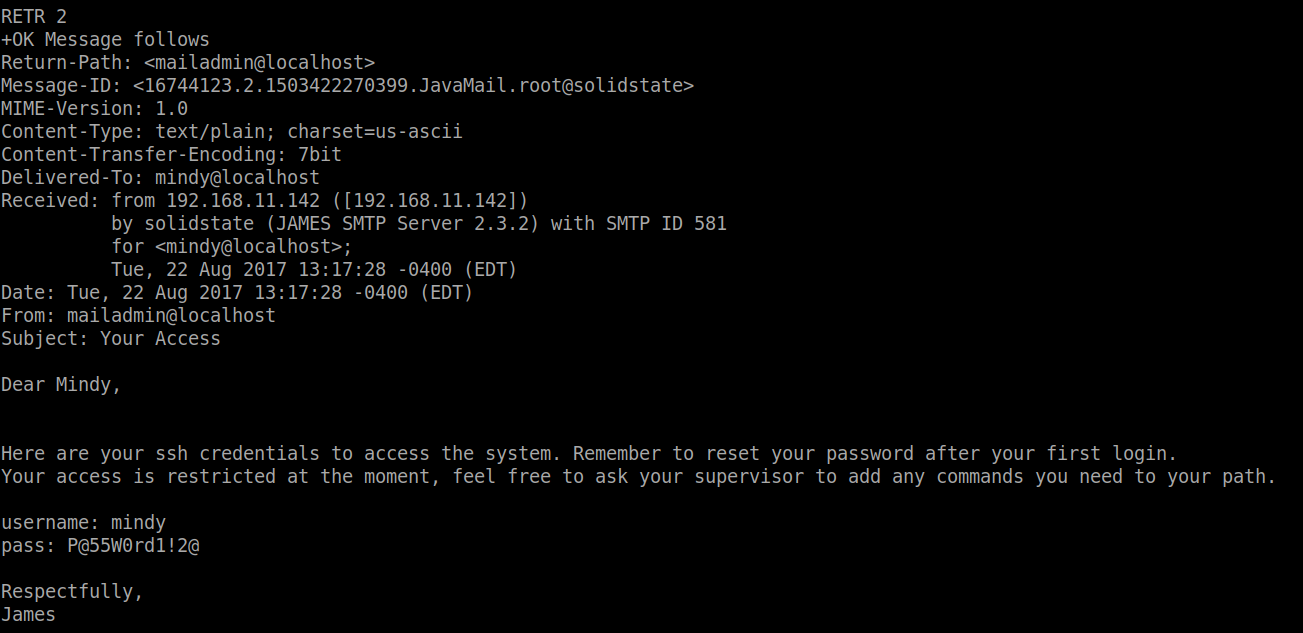 RETR 2
+OK Message follows
Return-Path: <mailadmin@localhost>
Message-ID: <16744123.2.1503422270399.JavaMail.root@solidstate>
MIME-Version: 1.0
Content-Type: text/plain; charset=us-ascii
Content-Transfer-Encoding: 7bit
Delivered-To: mindy@localhost
Received: from 192.168.11.142 ([192.168.11.142])
          by solidstate (JAMES SMTP Server 2.3.2) with SMTP ID 581
          for <mindy@localhost>;
          Tue, 22 Aug 2017 13:17:28 -0400 (EDT)
Date: Tue, 22 Aug 2017 13:17:28 -0400 (EDT)
From: mailadmin@localhost
Subject: Your Access

Dear Mindy,


Here are your ssh credentials to access the system. Remember to reset your password after your first login.
Your access is restricted at the moment, feel free to ask your supervisor to add any commands you need to your path.

username: mindy
pass: P@55W0rd1!2@

Respectfully,
James